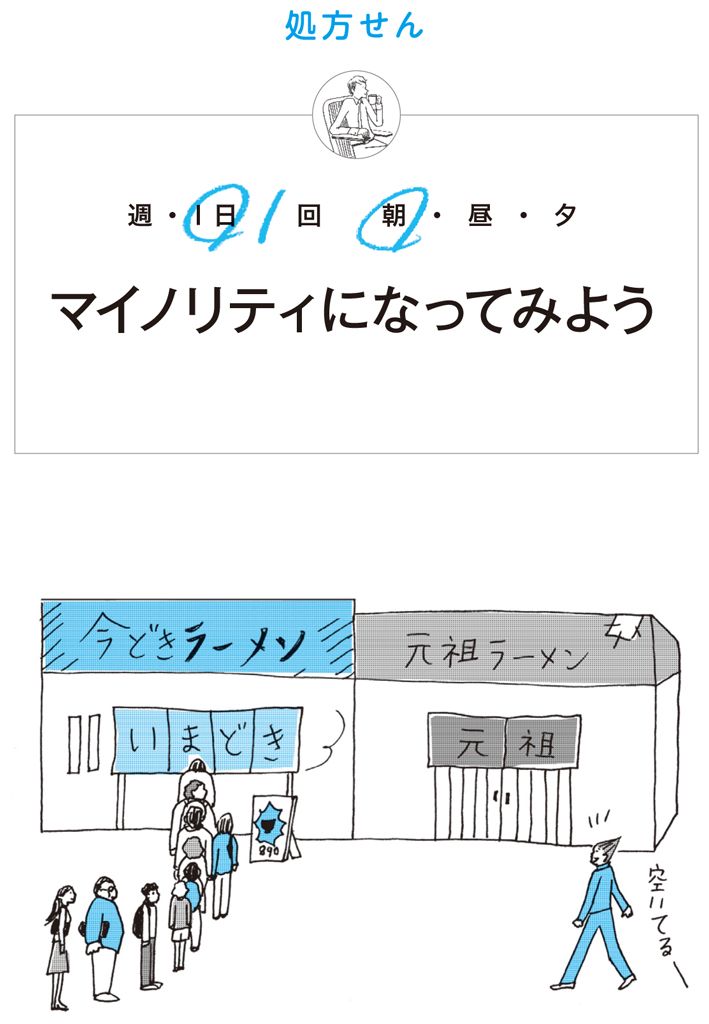 処方せん
週・1日 1 回 朝・昼・夕
マイノリティになってみよう
今どきラーメン
元祖ラーメン
いまどき
元祖
890
空いてる